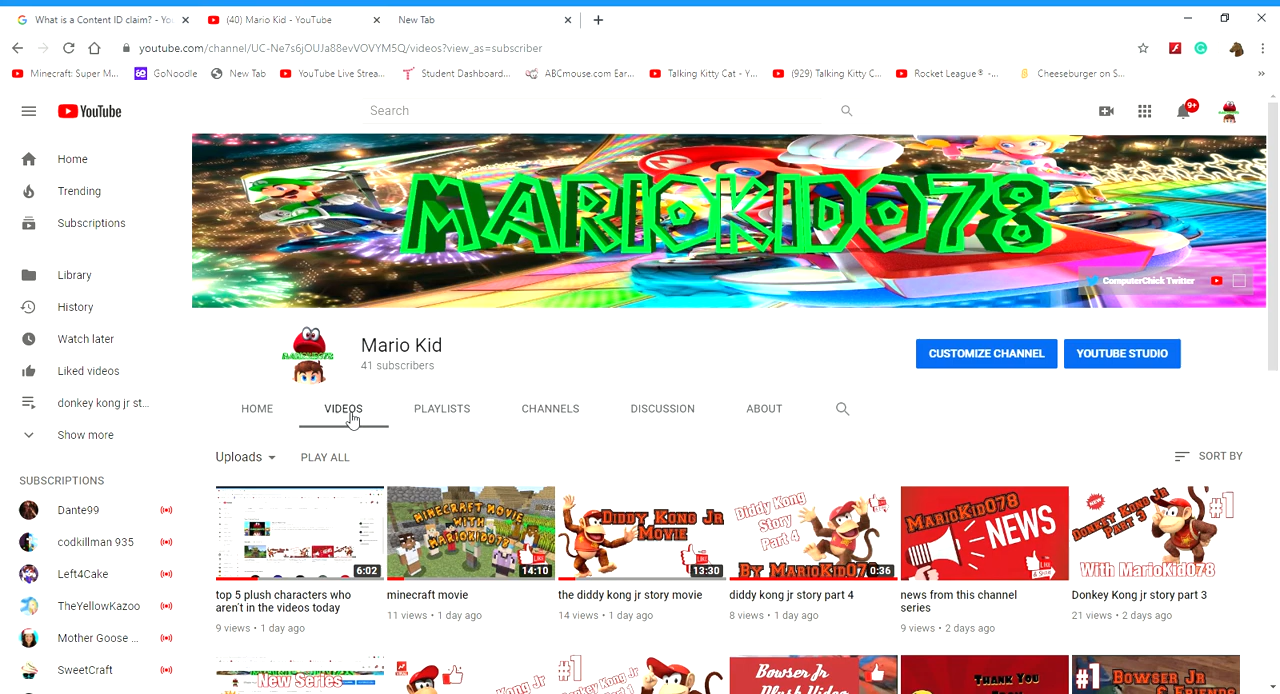 What is a Content ID claim? - Yo
(40) Mario Kid - YouTube
New Tab
youtube.com/channel/UC-Ne7s6jOUJa88evVOVYM5Q/videos?view_as=subscriber
Minecraft: Super M...
GoNoodle
New Tab
YouTube Live Strea...
Student Dashboard...
ABCmouse.com Ear...
Talking Kitty Cat - Y...
(929) Talking Kitty C...
Rocket League® -...
Cheeseburger on S...
YouTube
Search
9+
Home
Trending
Subscriptions
Library
History
Watch later
Liked videos
donkey kong jr st...
Show more
SUBSCRIPTIONS
Dante99
codkillman 935
Left4Cake
TheYellowKazoo
Mother Goose ...
SweetCraft
MARIOKIDO78
ComputerChick Twitter
Mario Kid
41 subscribers
CUSTOMIZE CHANNEL
YOUTUBE STUDIO
HOME
VIDEOS
PLAYLISTS
CHANNELS
DISCUSSION
ABOUT
Uploads
PLAY ALL
SORT BY
6:02
top 5 plush characters who
aren't in the videos today
9 views • 1 day ago
MINECRAFT MOVIE
WITH
MARIOKID078
14:10
minecraft movie
11 views • 1 day ago
Diddy Kong Jr
Movie
13:30
the diddy kong jr story movie
14 views • 1 day ago
Diddy Kong
Story
Part 4
By MarioKid07
0:36
diddy kong jr story part 4
8 views • 2 days ago
MarioKid078
NEWS
news from this channel
series
9 views • 2 days ago
Donkey Kong Jr
Part 3
#1
With MarioKid078
Donkey Kong jr story part 3
21 views • 2 days ago
New Series
#1
Bowser Jr
Plush Video
THANK YOU
#1
Bowser Jr
& Friends